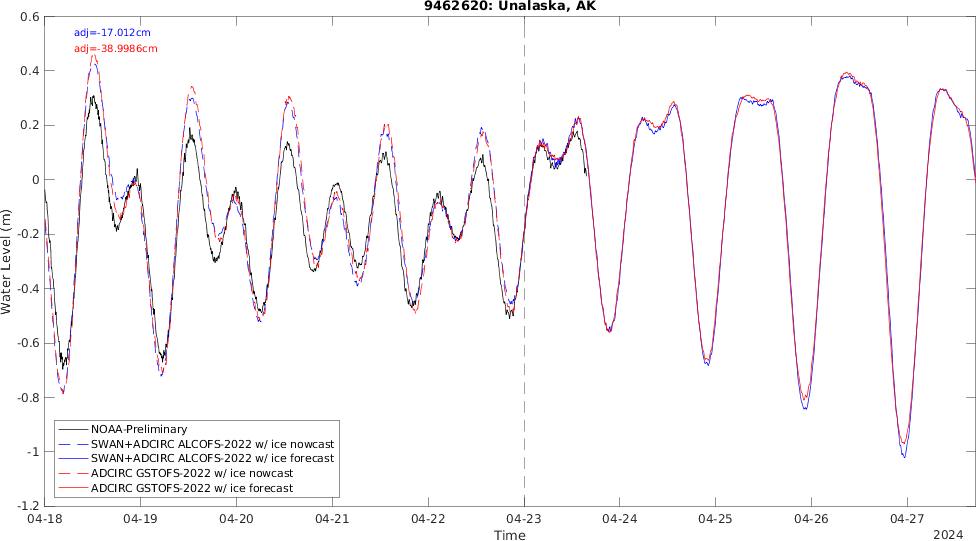 9462620: Unalaska, AK
adj=-17.012cm
adj=-38.9986cm
0.6
0.4
0.2
0
-0.2
-0.4
-0.6
-0.8
-1
-1.2
Water Level (m)
NOAA-Preliminary
SWAN+ADCIRC ALCOFS-2022 w/ ice nowcast
SWAN+ADCIRC ALCOFS-2022 w/ ice forecast
ADCIRC GSTOFS-2022 w/ ice nowcast
ADCIRC GSTOFS-2022 w/ ice forecast
04-18 04-19 04-20 04-21 04-22 04-23 04-24 04-25 04-26 04-27
Time
2024